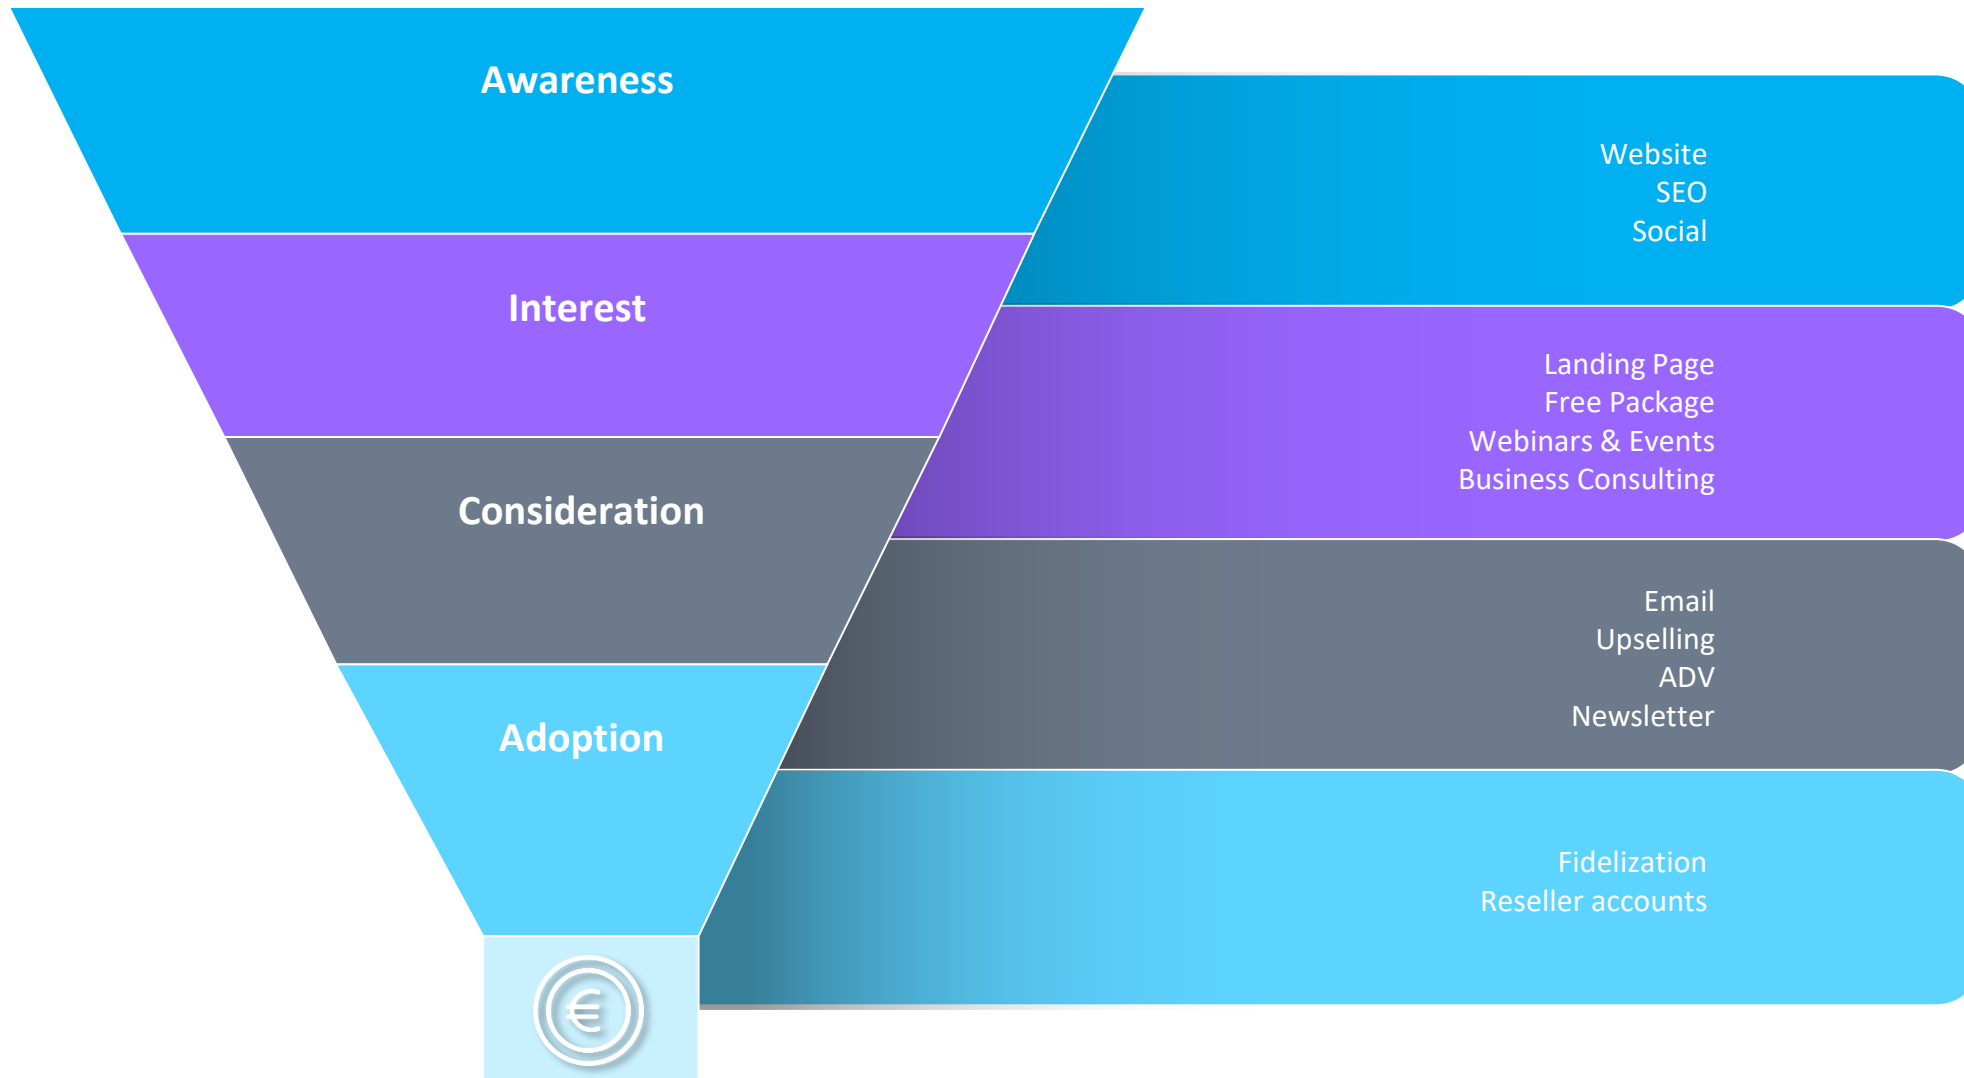 Awareness
Website
SEO
Social
Interest
Landing Page
Free Package
Webinars & Events
Business Consulting
Consideration
Email
Upselling
ADV
Newsletter
Adoption
Fidelization
Reseller accounts
€